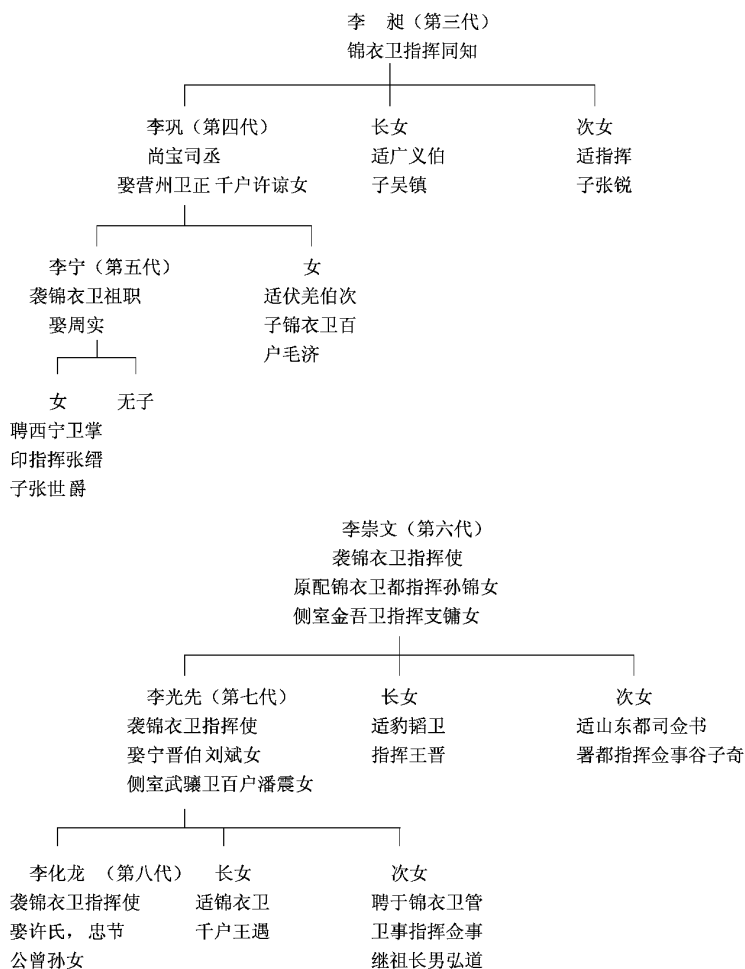 李　昶（第三代）
锦衣卫指挥同知
李巩（第四代）
尚宝司丞
娶营州卫正千户许谅女
长女
适广义伯
子吴镇
次女
适指挥
子张锐
李宁（第五代）
袭锦衣卫祖职
娶周实
女
适伏羌伯次
子锦衣卫百
户毛济
女
聘西宁卫掌
印指挥张缙
子张世爵
无子
李崇文（第六代）
袭锦衣卫指挥使
原配锦衣卫都指挥孙锦女
侧室金吾卫指挥支镛女
李光先（第七代）
袭锦衣卫指挥使
娶宁晋伯刘斌女
侧室武骧卫百户潘震女
长女
适豹韬卫
指挥王晋
次女
适山东都司佥书
署都指挥佥事谷子奇
李化龙　（第八代）
袭锦衣卫指挥使
娶许氏，忠节
公曾孙女
长女
适锦衣卫
千户王遇
次女
聘于锦衣卫管
卫事指挥佥事
继祖长男弘道